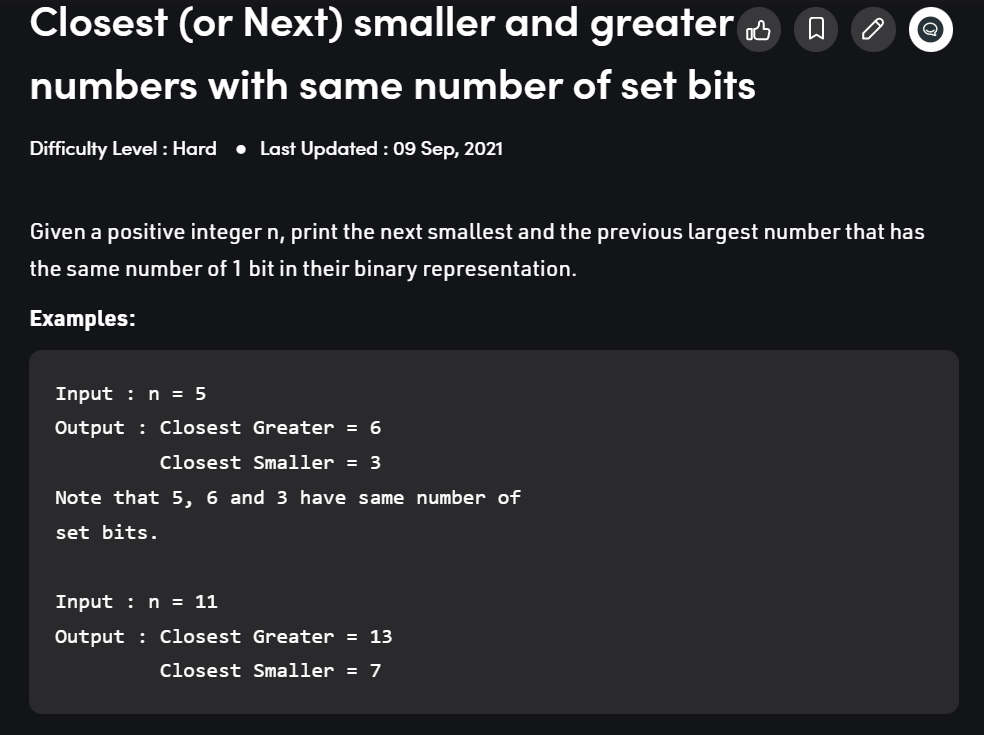 Closest (or Next) smaller and greater
numbers with same number of set bits
Difficulty Level : Hard ● Last Updated : 09 Sep, 2021
Given a positive integer n, print the next smallest and the previous largest number that has
the same number of 1 bit in their binary representation.
Examples:
Input : n = 5
Output : Closest Greater = 6
Closest Smaller = 3
Note that 5, 6 and 3 have same number of
set bits.
Input : n = 11
Output : Closest Greater = 13
Closest Smaller = 7